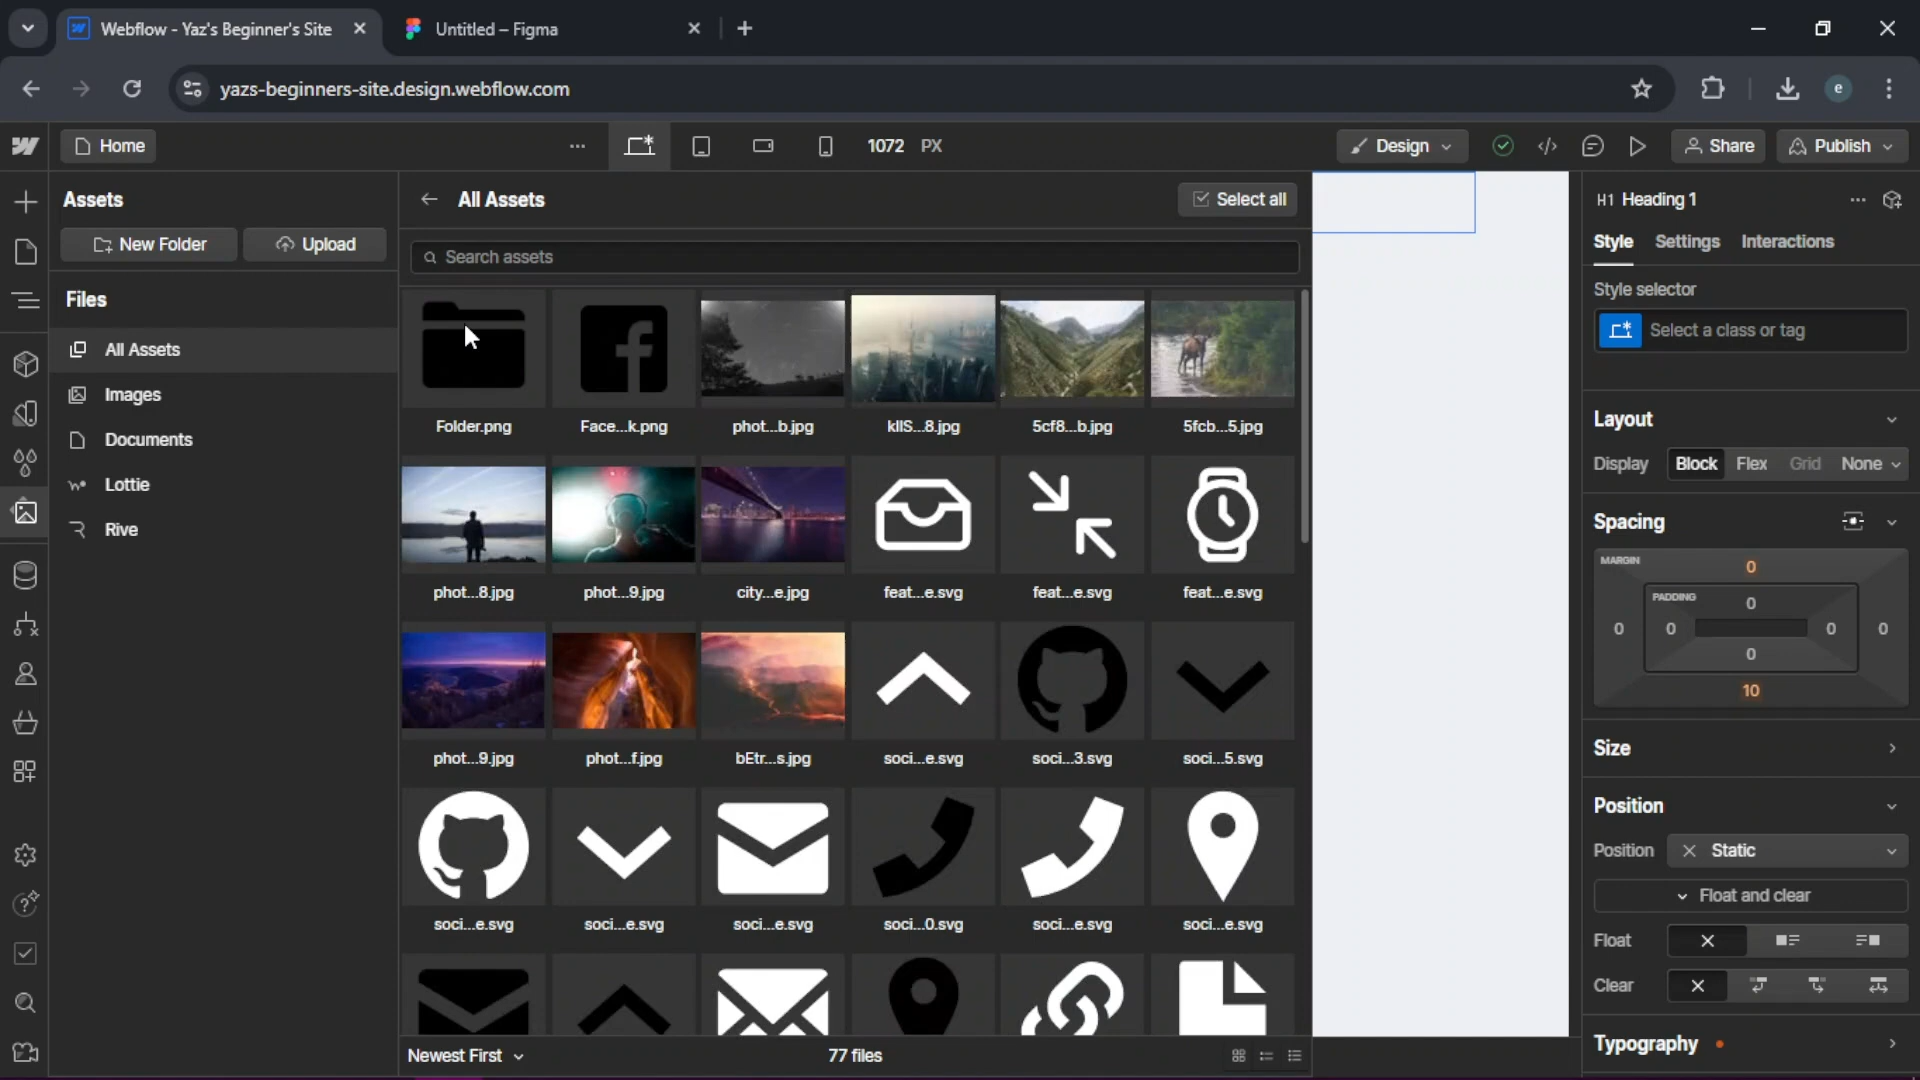 Webflow - Yaz's Beginner's Site
Untitled – Figma
yazs-beginners-site.design.webflow.com
e
Home
1072 PX
Design
Share
Publish
Assets
New Folder
Upload
Files
All Assets
Images
Documents
Lottie
Rive
All Assets
Select all
Search assets
Folder.png
Face...k.png
phot...b.jpg
kIIS...8.jpg
5cf8...b.jpg
5fcb...5.jpg
phot...8.jpg
phot...9.jpg
city...e.jpg
feat...e.svg
feat...e.svg
feat...e.svg
phot...9.jpg
phot...f.jpg
bEtr...s.jpg
soci...e.svg
soci...3.svg
soci...5.svg
soci...e.svg
soci...e.svg
soci...e.svg
soci...0.svg
soci...e.svg
soci...e.svg
Newest First
77 files
H1 Heading 1
Style
Settings
Interactions
Style selector
Select a class or tag
Layout
Display
Block
Flex
Grid
None
Spacing
MARGIN
0
PADDING
0
0
0
0
0
0
10
Size
Position
Position
Static
Float and clear
Float
Clear
Typography